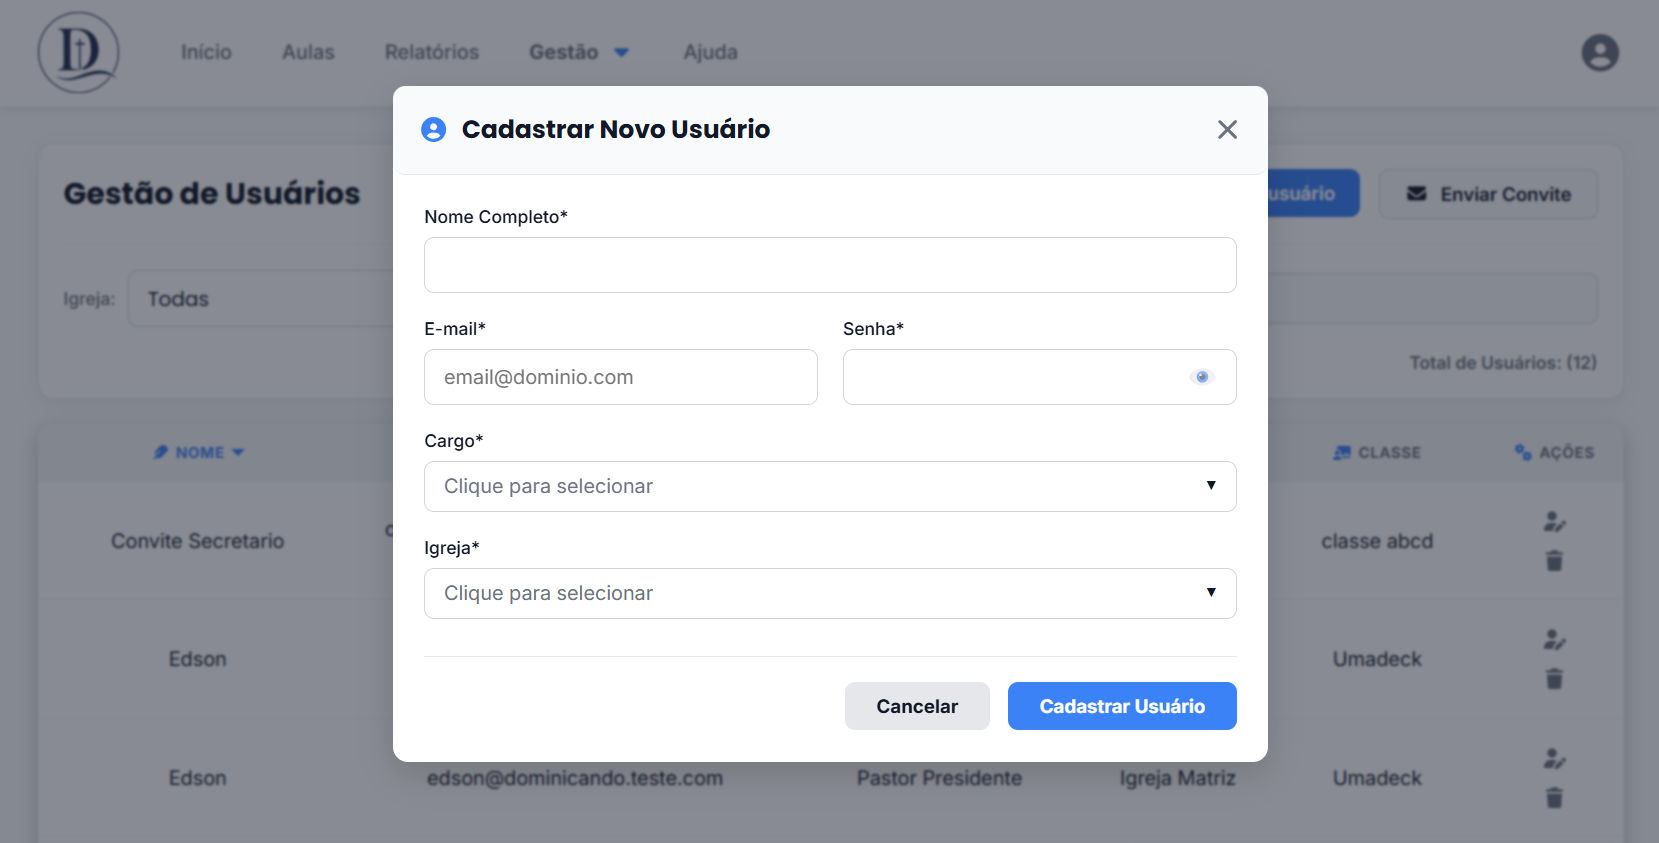 Início Aulas Relatórios Gestão Ajuda
Cadastrar Novo Usuário
Gestão de Usuários
usuário Enviar Convite
Nome Completo*
Igreja: Todas
E-mail* Senha*
email@dominio.com
Total de Usuários: (12)
Cargo*
Clique para selecionar
NOME CLASSE AÇÕES
Igreja*
Clique para selecionar
Convite Secretario classe abcd
Edson Umadeck
Cancelar Cadastrar Usuário
Edson edson@dominicando.teste.com Pastor Presidente Igreja Matriz Umadeck